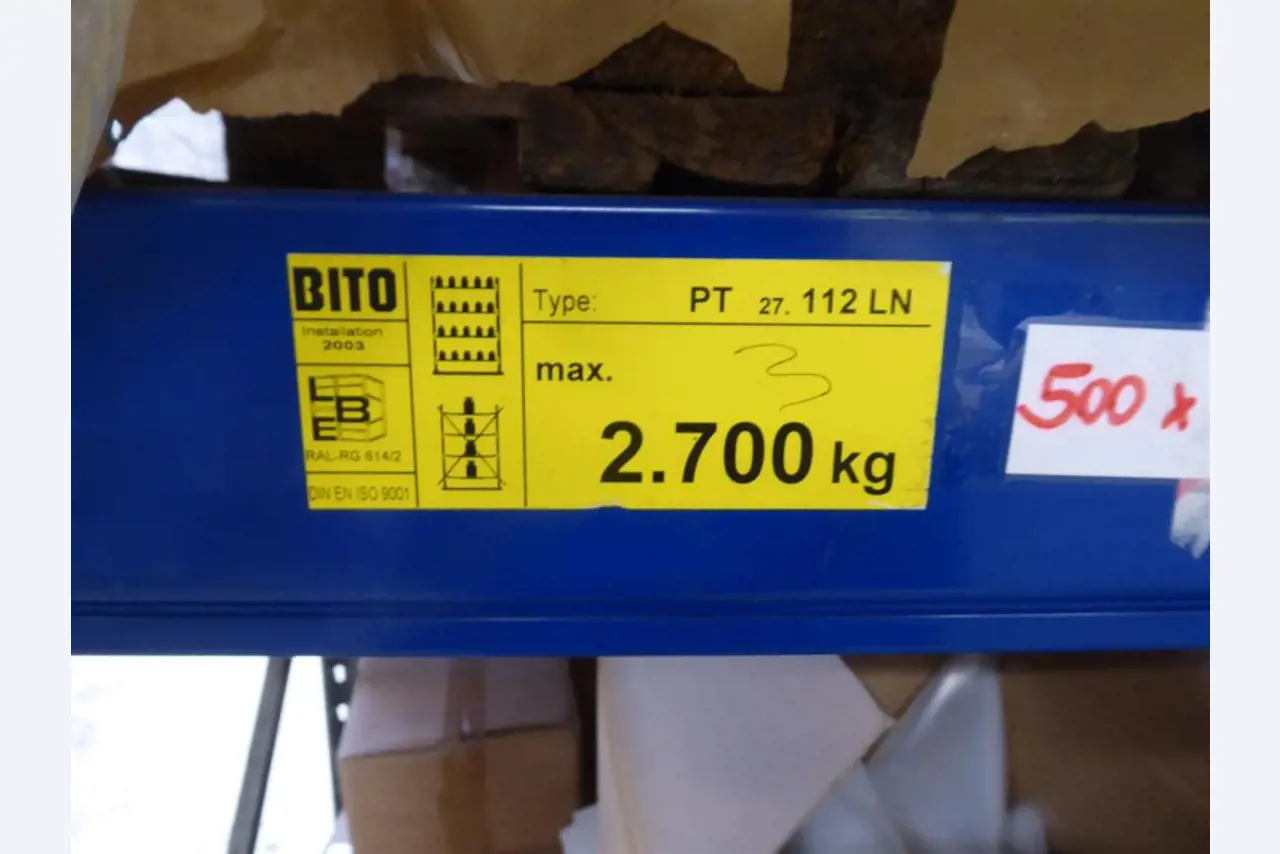 BITO
Installation
2003
LBE
RAL-RG 614/2
DIN EN ISO 9001
Type: PT 27. 112 LN
max.
3
2.700 kg
500 x